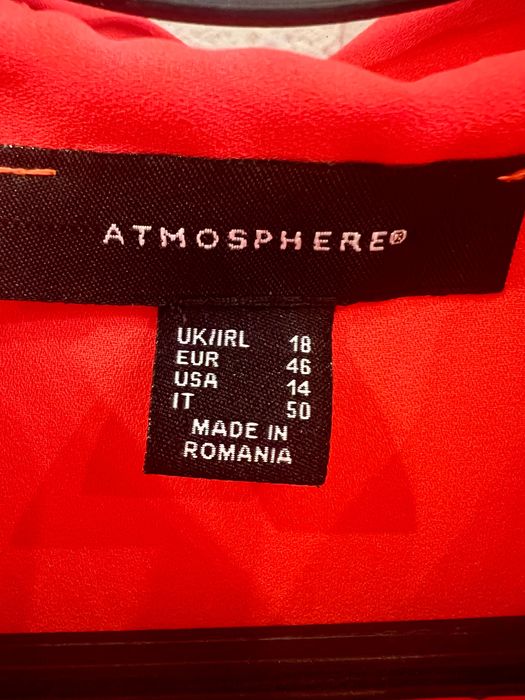 ATMOSPHERE®
UK/IRL 18
EUR 46
USA 14
IT 50
MADE IN
ROMANIA